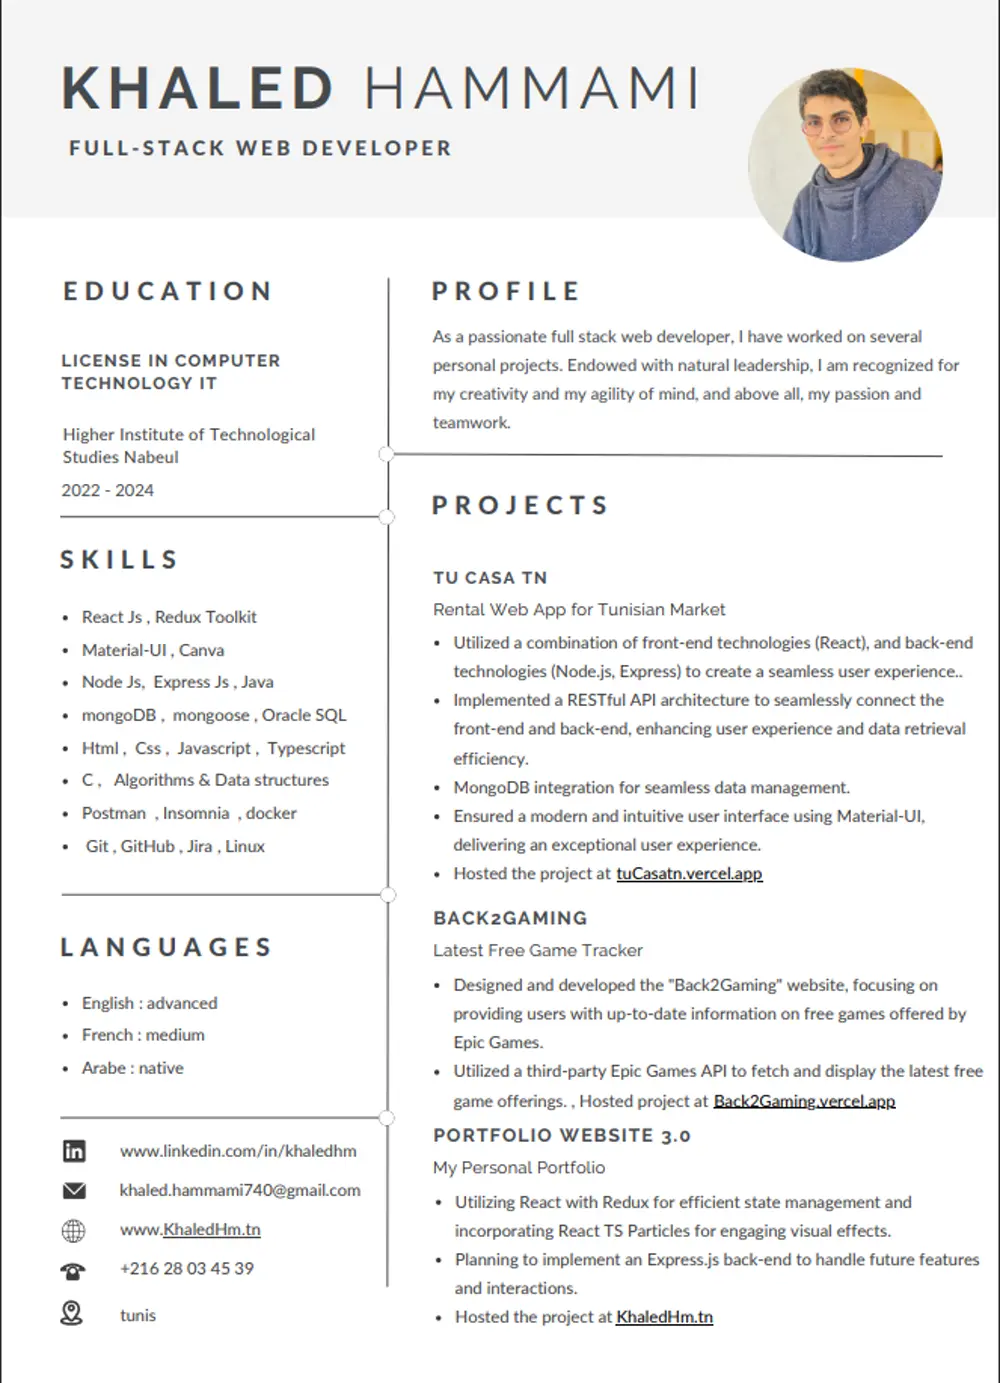 KHALED HAMMAMI
FULL-STACK WEB DEVELOPER
EDUCATION
LICENSE IN COMPUTER
TECHNOLOGY IT
Higher Institute of Technological
Studies Nabeul
2022 - 2024
SKILLS
• React Js , Redux Toolkit
• Material-UI , Canva
• Node Js,  Express Js , Java
• mongoDB ,  mongoose , Oracle SQL
• Html ,  Css ,  Javascript ,  Typescript
• C ,   Algorithms & Data structures
• Postman  , Insomnia  , docker
• Git , GitHub , Jira , Linux
LANGUAGES
• English : advanced
• French : medium
• Arabe : native
www.linkedin.com/in/khaledhm
khaled.hammami740@gmail.com
www.KhaledHm.tn
+216 28 03 45 39
tunis
PROFILE
As a passionate full stack web developer, I have worked on several
personal projects. Endowed with natural leadership, I am recognized for
my creativity and my agility of mind, and above all, my passion and
teamwork.
PROJECTS
TU CASA TN
Rental Web App for Tunisian Market
• Utilized a combination of front-end technologies (React), and back-end
technologies (Node.js, Express) to create a seamless user experience..
• Implemented a RESTful API architecture to seamlessly connect the
front-end and back-end, enhancing user experience and data retrieval
efficiency.
• MongoDB integration for seamless data management.
• Ensured a modern and intuitive user interface using Material-UI,
delivering an exceptional user experience.
• Hosted the project at tuCasatn.vercel.app
BACK2GAMING
Latest Free Game Tracker
• Designed and developed the "Back2Gaming" website, focusing on
providing users with up-to-date information on free games offered by
Epic Games.
• Utilized a third-party Epic Games API to fetch and display the latest free
game offerings. , Hosted project at Back2Gaming.vercel.app
PORTFOLIO WEBSITE 3.0
My Personal Portfolio
• Utilizing React with Redux for efficient state management and
incorporating React TS Particles for engaging visual effects.
• Planning to implement an Express.js back-end to handle future features
and interactions.
• Hosted the project at KhaledHm.tn